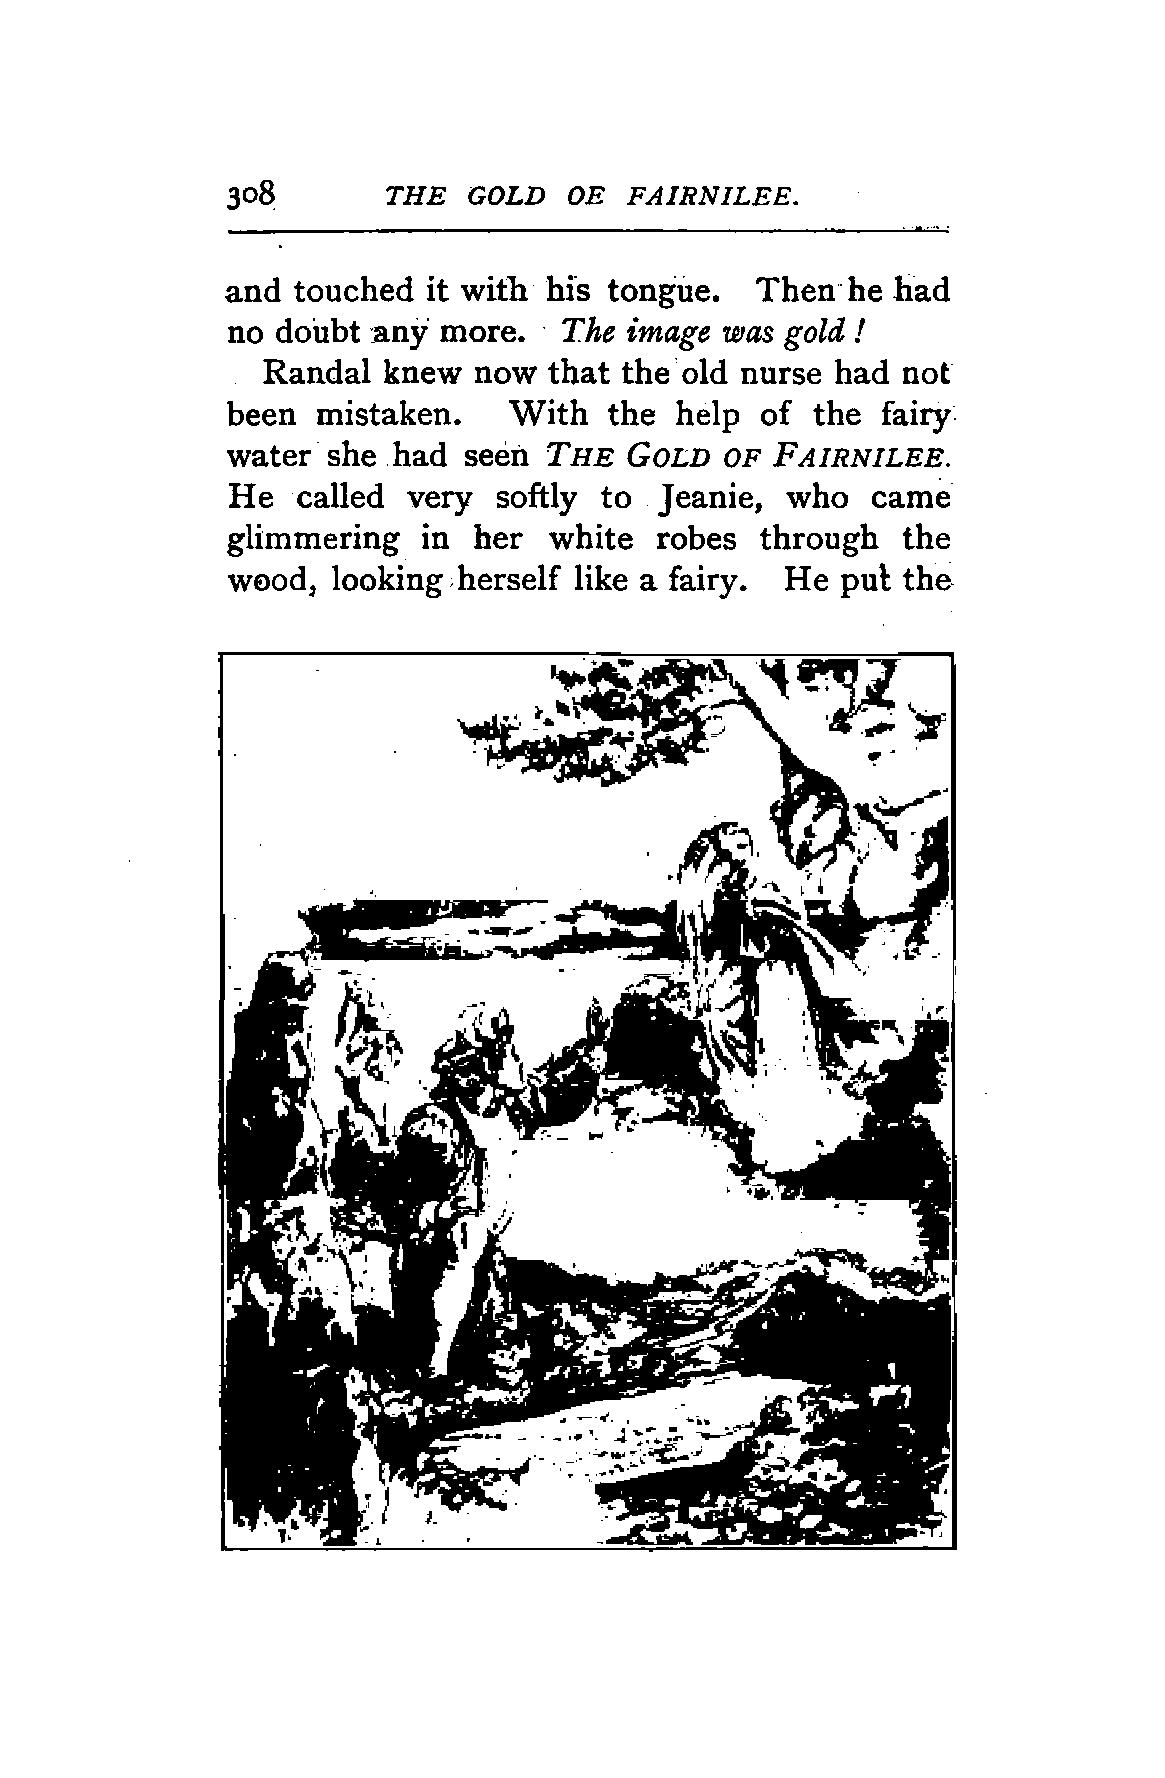 308 THE GOLD OE FAIRNILEE.
and touched it with his tongue. Then he had
no doubt any more. The image was gold !
Randal knew now that the old nurse had not
been mistaken. With the help of the fairy
water she had seen THE GOLD OF FAIRNILEE.
He called very softly to Jeanie, who came
glimmering in her white robes through the
wood, looking herself like a fairy. He put the